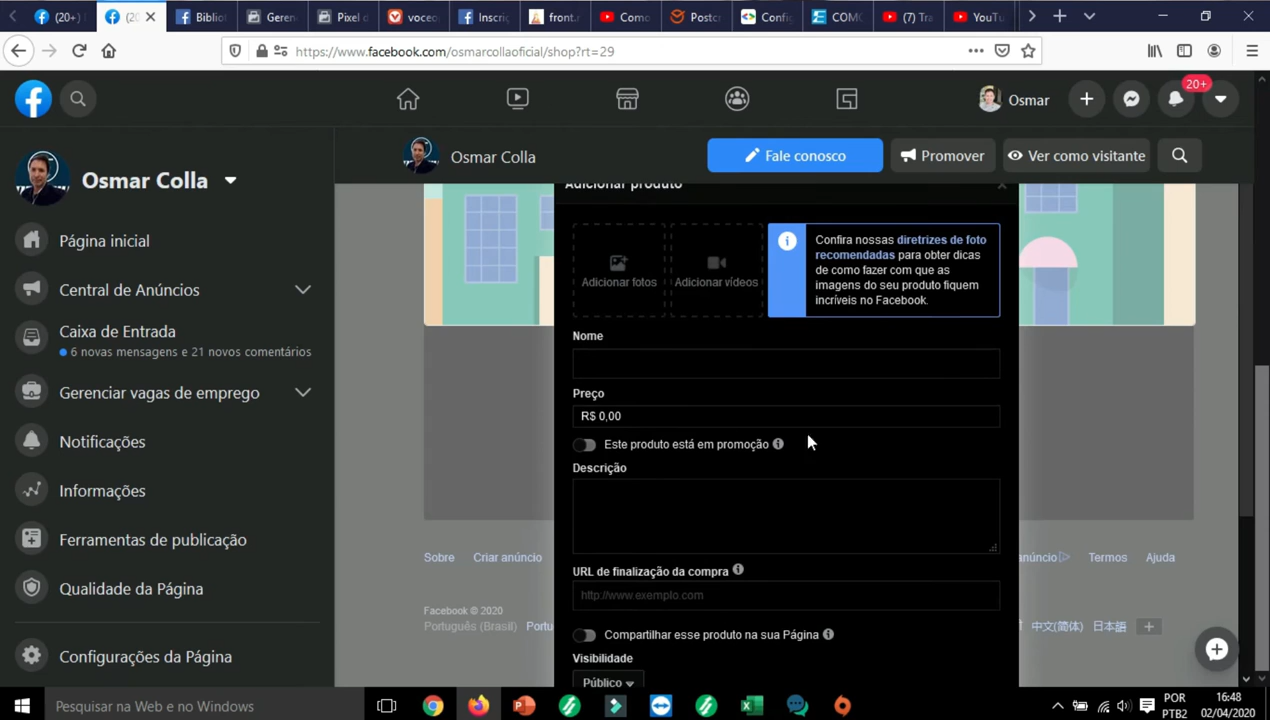 (20+)
(20
Biblio
Geren
Pixel d
voceo
Inscriç
front.r
Como
Postcr
Config
COMC
(7) Tra
YouTu
https://www.facebook.com/osmarcollaoficial/shop?rt=29
Osmar
20+
Osmar Colla
Osmar Colla
Fale conosco
Promover
Ver como visitante
Página inicial
Central de Anúncios
Caixa de Entrada
6 novas mensagens e 21 novos comentários
Gerenciar vagas de emprego
Notificações
Informações
Ferramentas de publicação
Qualidade da Página
Configurações da Página
Adicionar produto
Adicionar fotos
Adicionar vídeos
Confira nossas diretrizes de foto
recomendadas para obter dicas
de como fazer com que as
imagens do seu produto fiquem
incríveis no Facebook.
Nome
Preço
R$ 0,00
Este produto está em promoção
Descrição
URL de finalização da compra
http://www.exemplo.com
Compartilhar esse produto na sua Página
Visibilidade
Público
Sobre Criar anúncio
anúncio Termos Ajuda
Facebook © 2020
Português (Brasil) Portu
中文(简体) 日本語
Pesquisar na Web e no Windows
POR
PTB2
16:48
02/04/2020